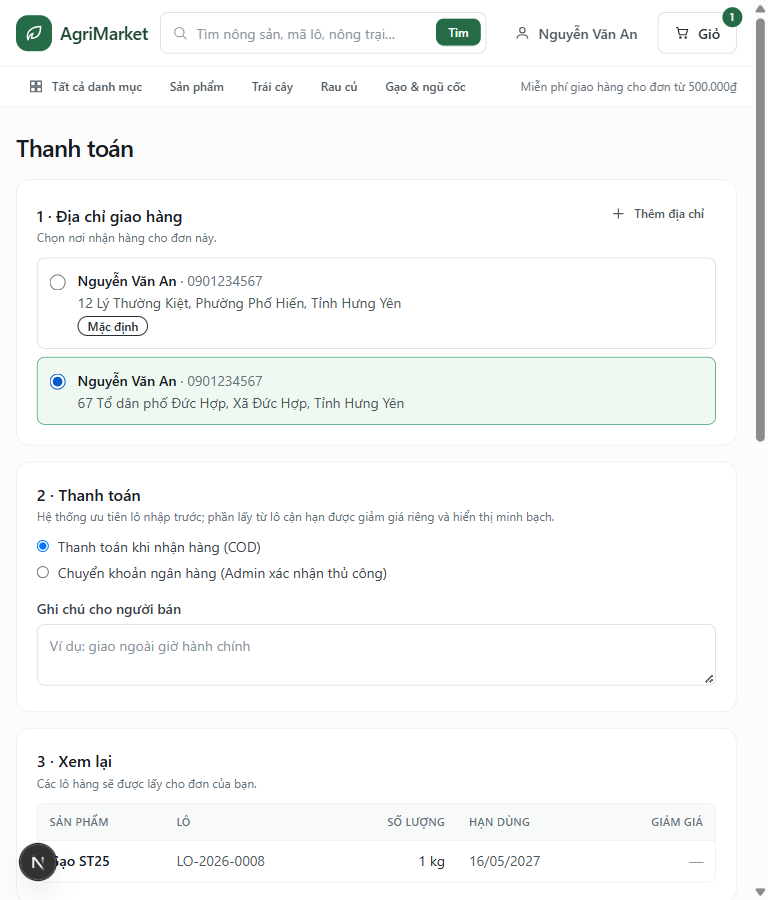 AgriMarket
Tìm nông sản, mã lô, nông trại...
Tìm
Nguyễn Văn An
Giỏ
1
Tất cả danh mục
Sản phẩm
Trái cây
Rau củ
Gạo & ngũ cốc
Miễn phí giao hàng cho đơn từ 500.000₫
Thanh toán
1 · Địa chỉ giao hàng
Thêm địa chỉ
Chọn nơi nhận hàng cho đơn này.
Nguyễn Văn An · 0901234567
12 Lý Thường Kiệt, Phường Phố Hiến, Tỉnh Hưng Yên
Mặc định
Nguyễn Văn An · 0901234567
67 Tổ dân phố Đức Hợp, Xã Đức Hợp, Tỉnh Hưng Yên
2 · Thanh toán
Hệ thống ưu tiên lô nhập trước; phần lấy từ lô cận hạn được giảm giá riêng và hiển thị minh bạch.
Thanh toán khi nhận hàng (COD)
Chuyển khoản ngân hàng (Admin xác nhận thủ công)
Ghi chú cho người bán
Ví dụ: giao ngoài giờ hành chính
3 · Xem lại
Các lô hàng sẽ được lấy cho đơn của bạn.
SẢN PHẨM LÔ SỐ LƯỢNG HẠN DÙNG GIẢM GIÁ
ạo ST25 LO-2026-0008 1 kg 16/05/2027 —
N